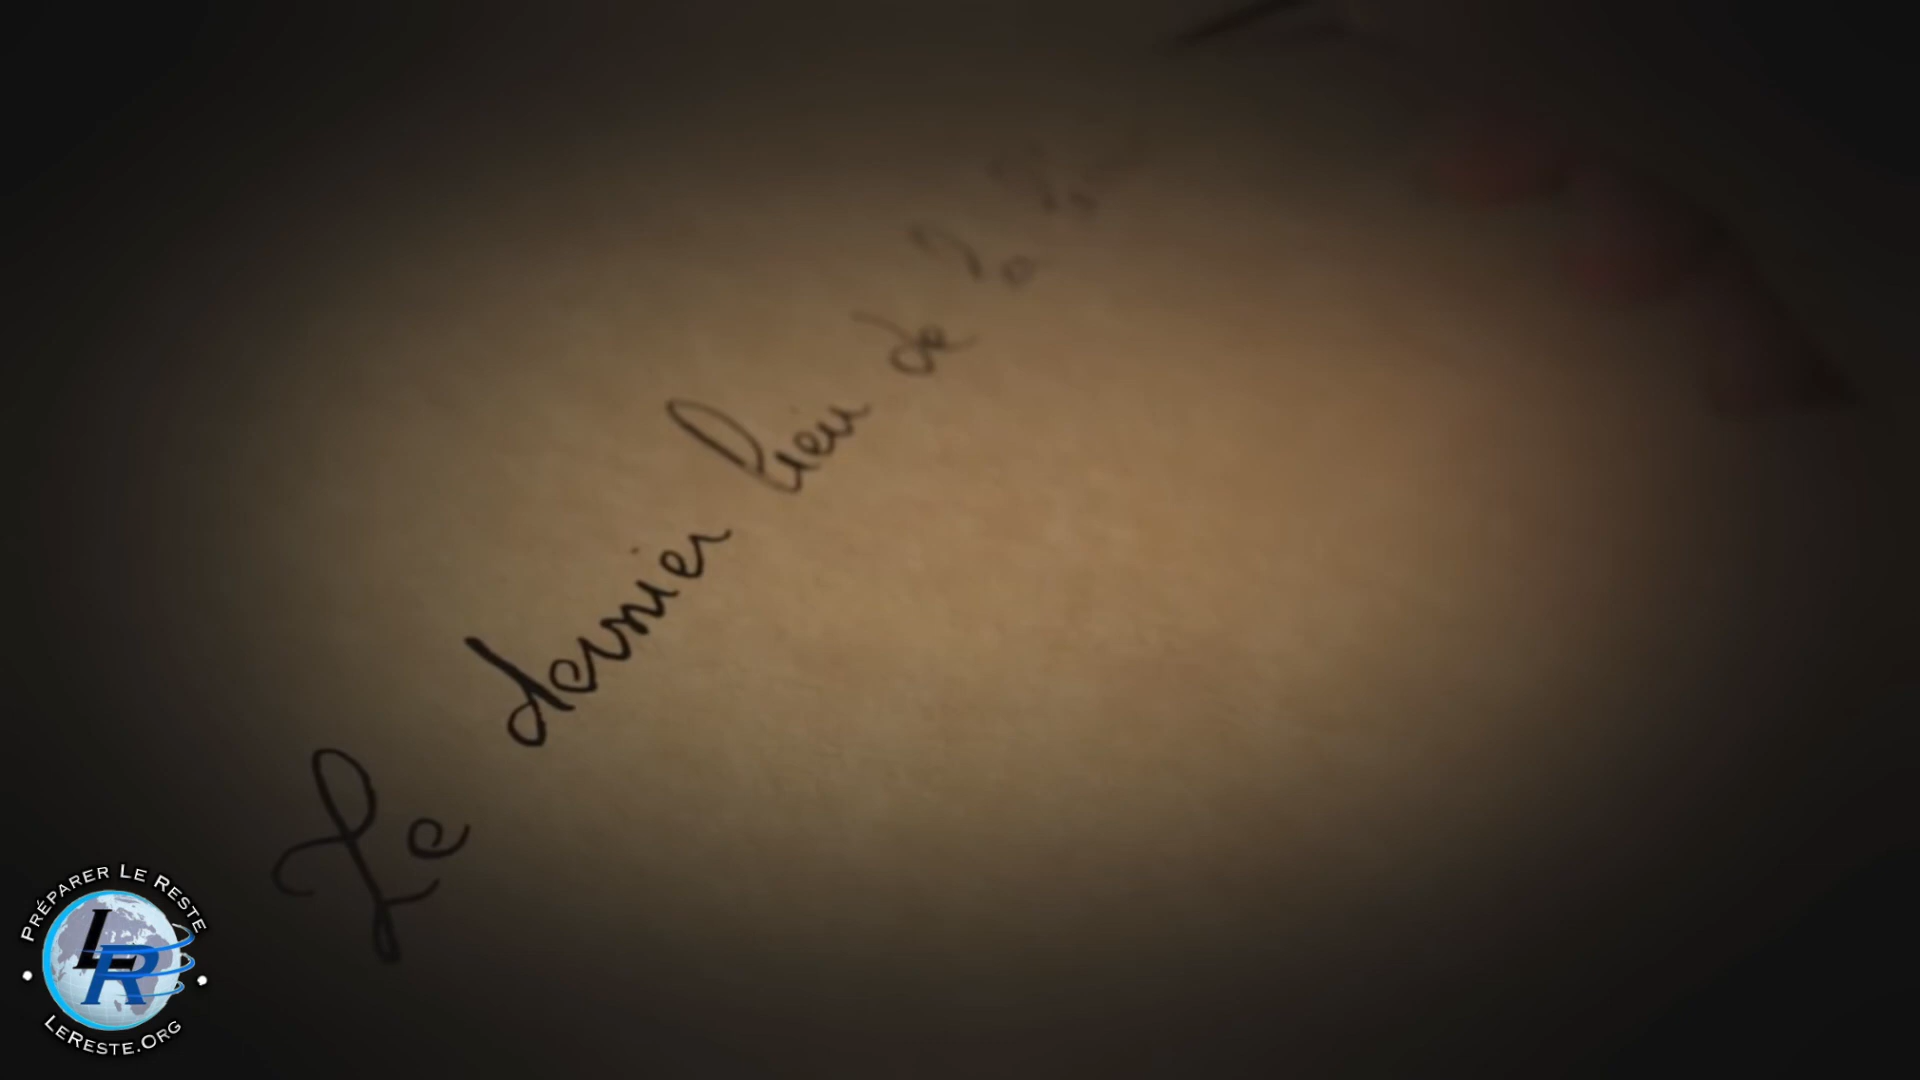 Le dernier lieu de
PRÉPARER LE RESTE
LR
LERESTE.ORG